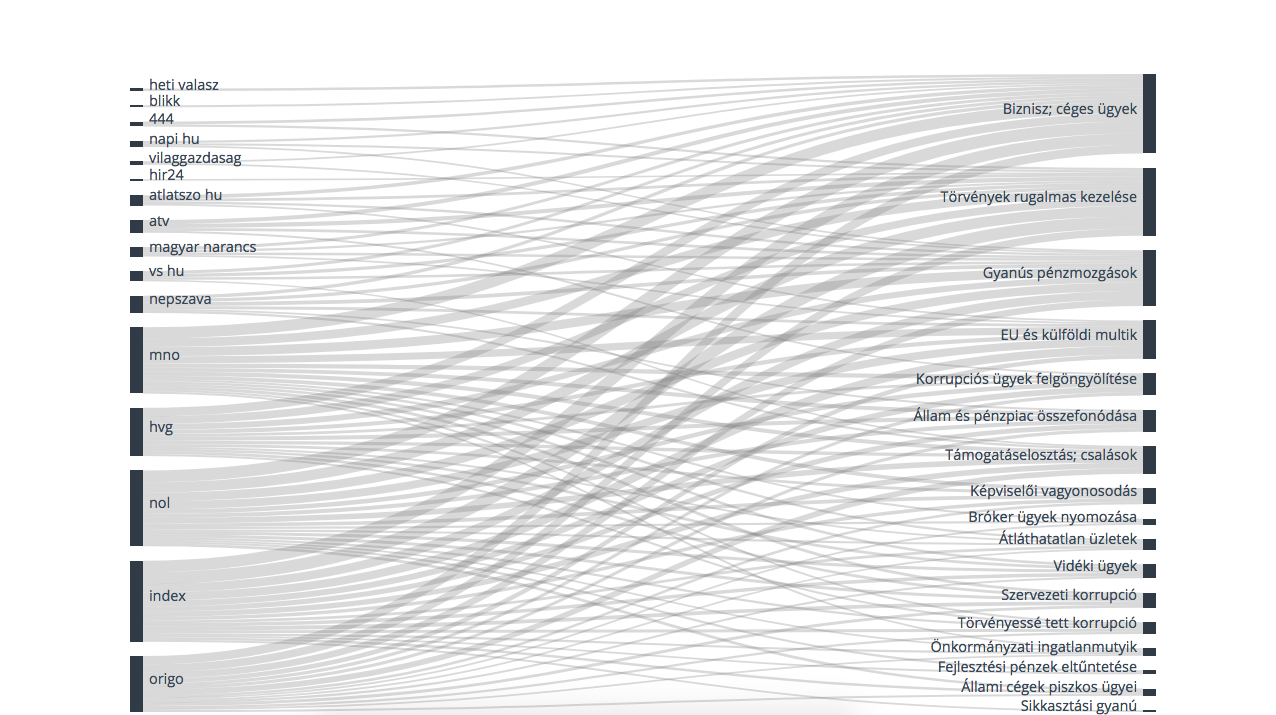 heti valasz
blikk
444
napi hu
vilaggazdasag
hir24
atlatszo hu
atv
magyar narancs
vs hu
nepszava
mno
hvg
nol
index
origo
Biznisz; céges ügyek
Törvények rugalmas kezelése
Gyanús pénzmozgások
EU és külföldi multik
Korrupciós ügyek felgöngyölítése
Állam és pénzpiac összefonódása
Támogatáselosztás; csalások
Képviselői vagyonosodás
Bróker ügyek nyomozása
Átláthatatlan üzletek
Vidéki ügyek
Szervezeti korrupció
Törvényessé tett korrupció
Önkormányzati ingatlanmutyik
Fejlesztési pénzek eltűntetése
Állami cégek piszkos ügyei
Sikkasztási gyanú